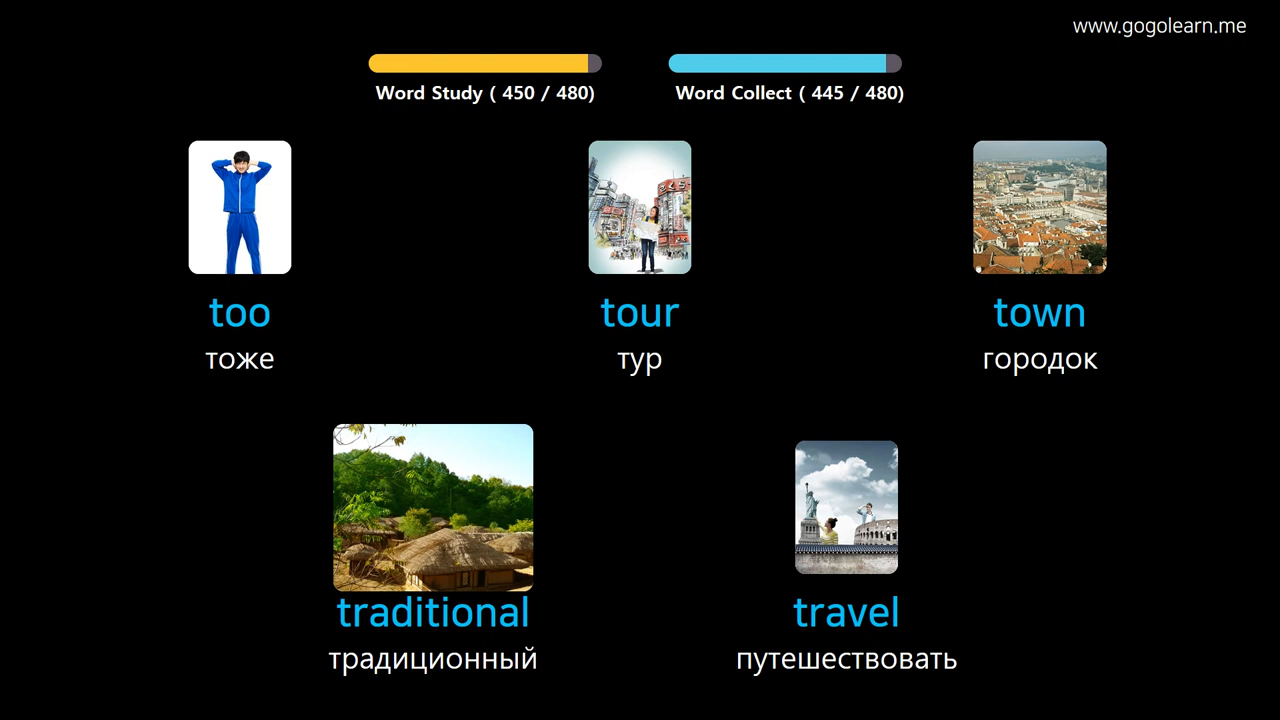 www.gogolearn.me
Word Study ( 450 / 480)
Word Collect ( 445 / 480)
too
тоже
tour
тур
town
городок
traditional
традиционный
travel
путешествовать